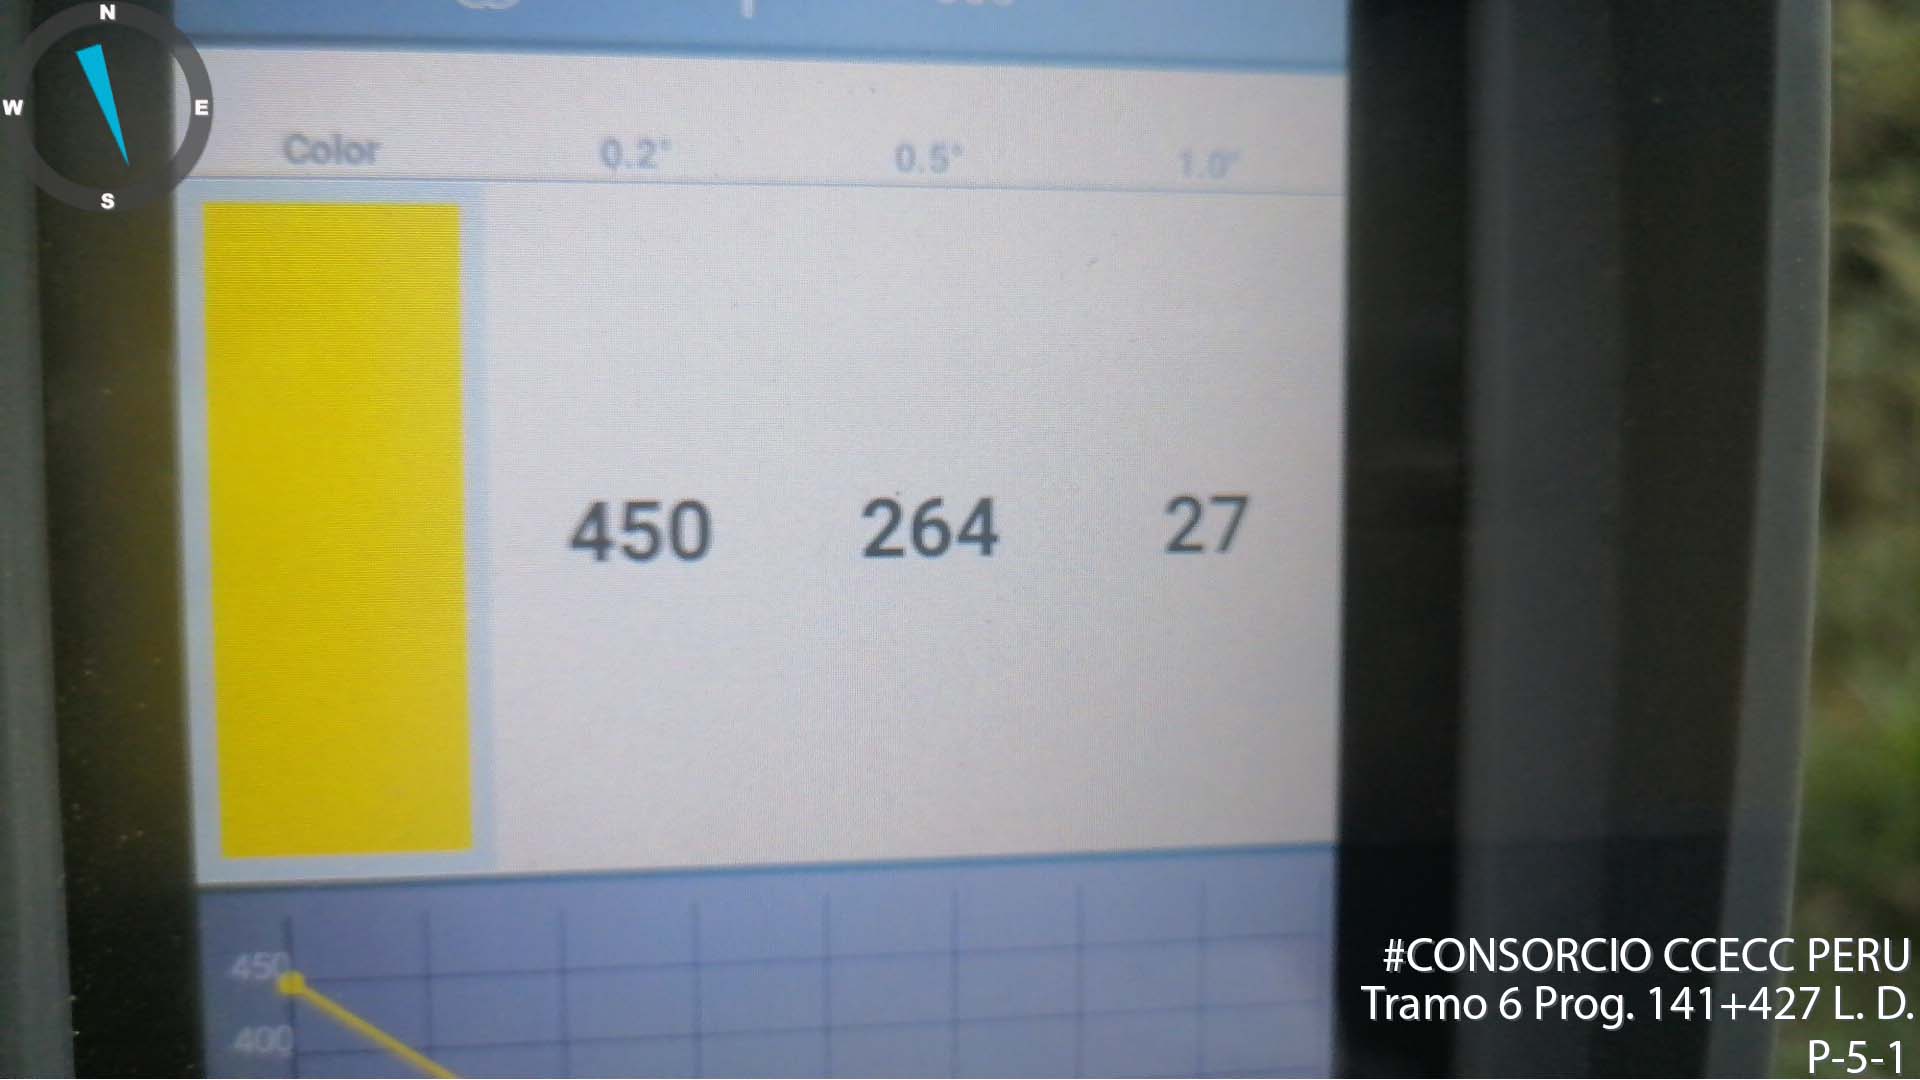 N
W E
S
Color 0.2° 0.5° 1.0°
450 264 27
450
400
#CONSORCIO CCECC PERU
Tramo 6 Prog. 141+427 L. D.
P-5-1